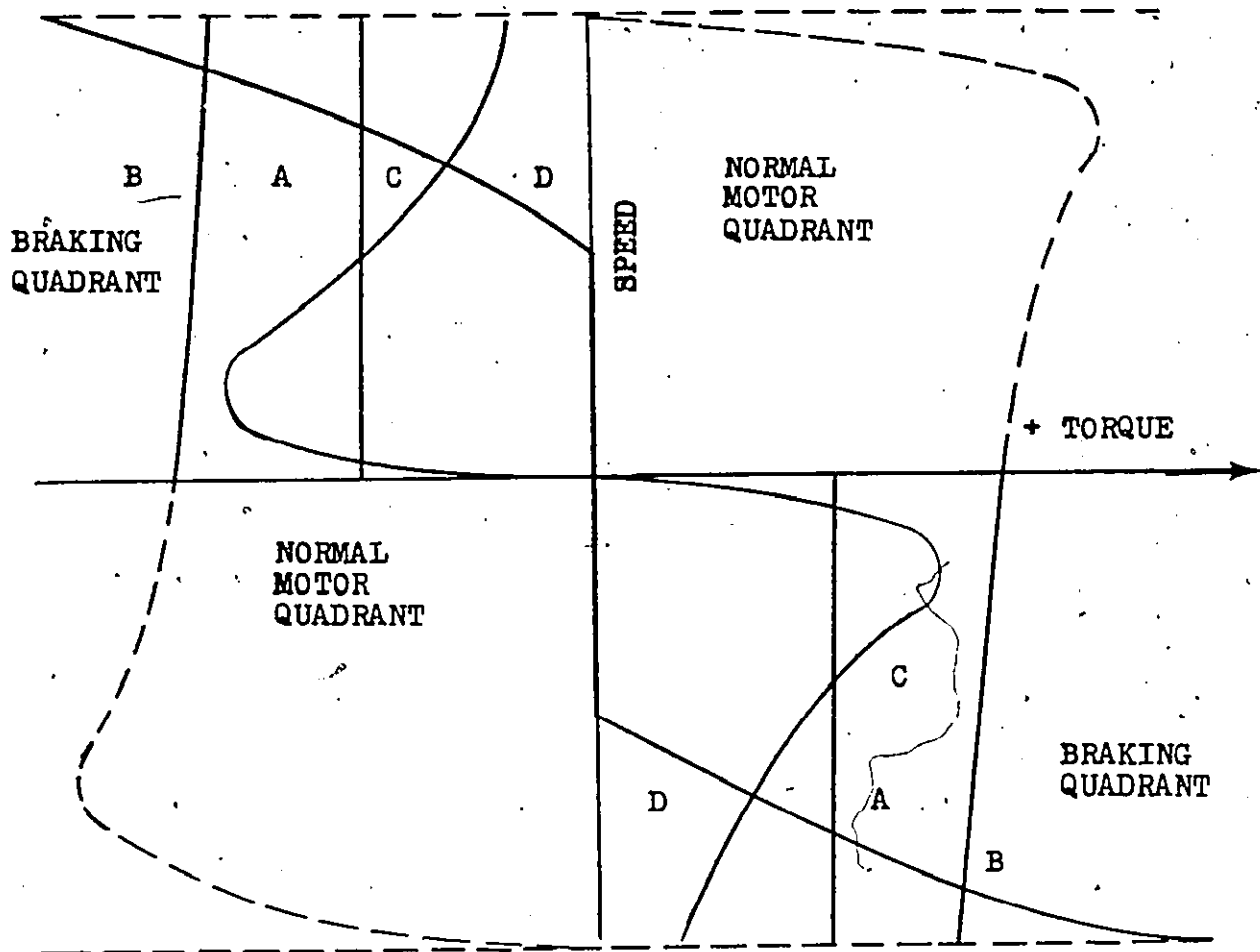 B
A
C
D
NORMAL
MOTOR
QUADRANT
BRAKING
QUADRANT
SPEED
+ TORQUE
NORMAL
MOTOR
QUADRANT
C
BRAKING
QUADRANT
D
A
B